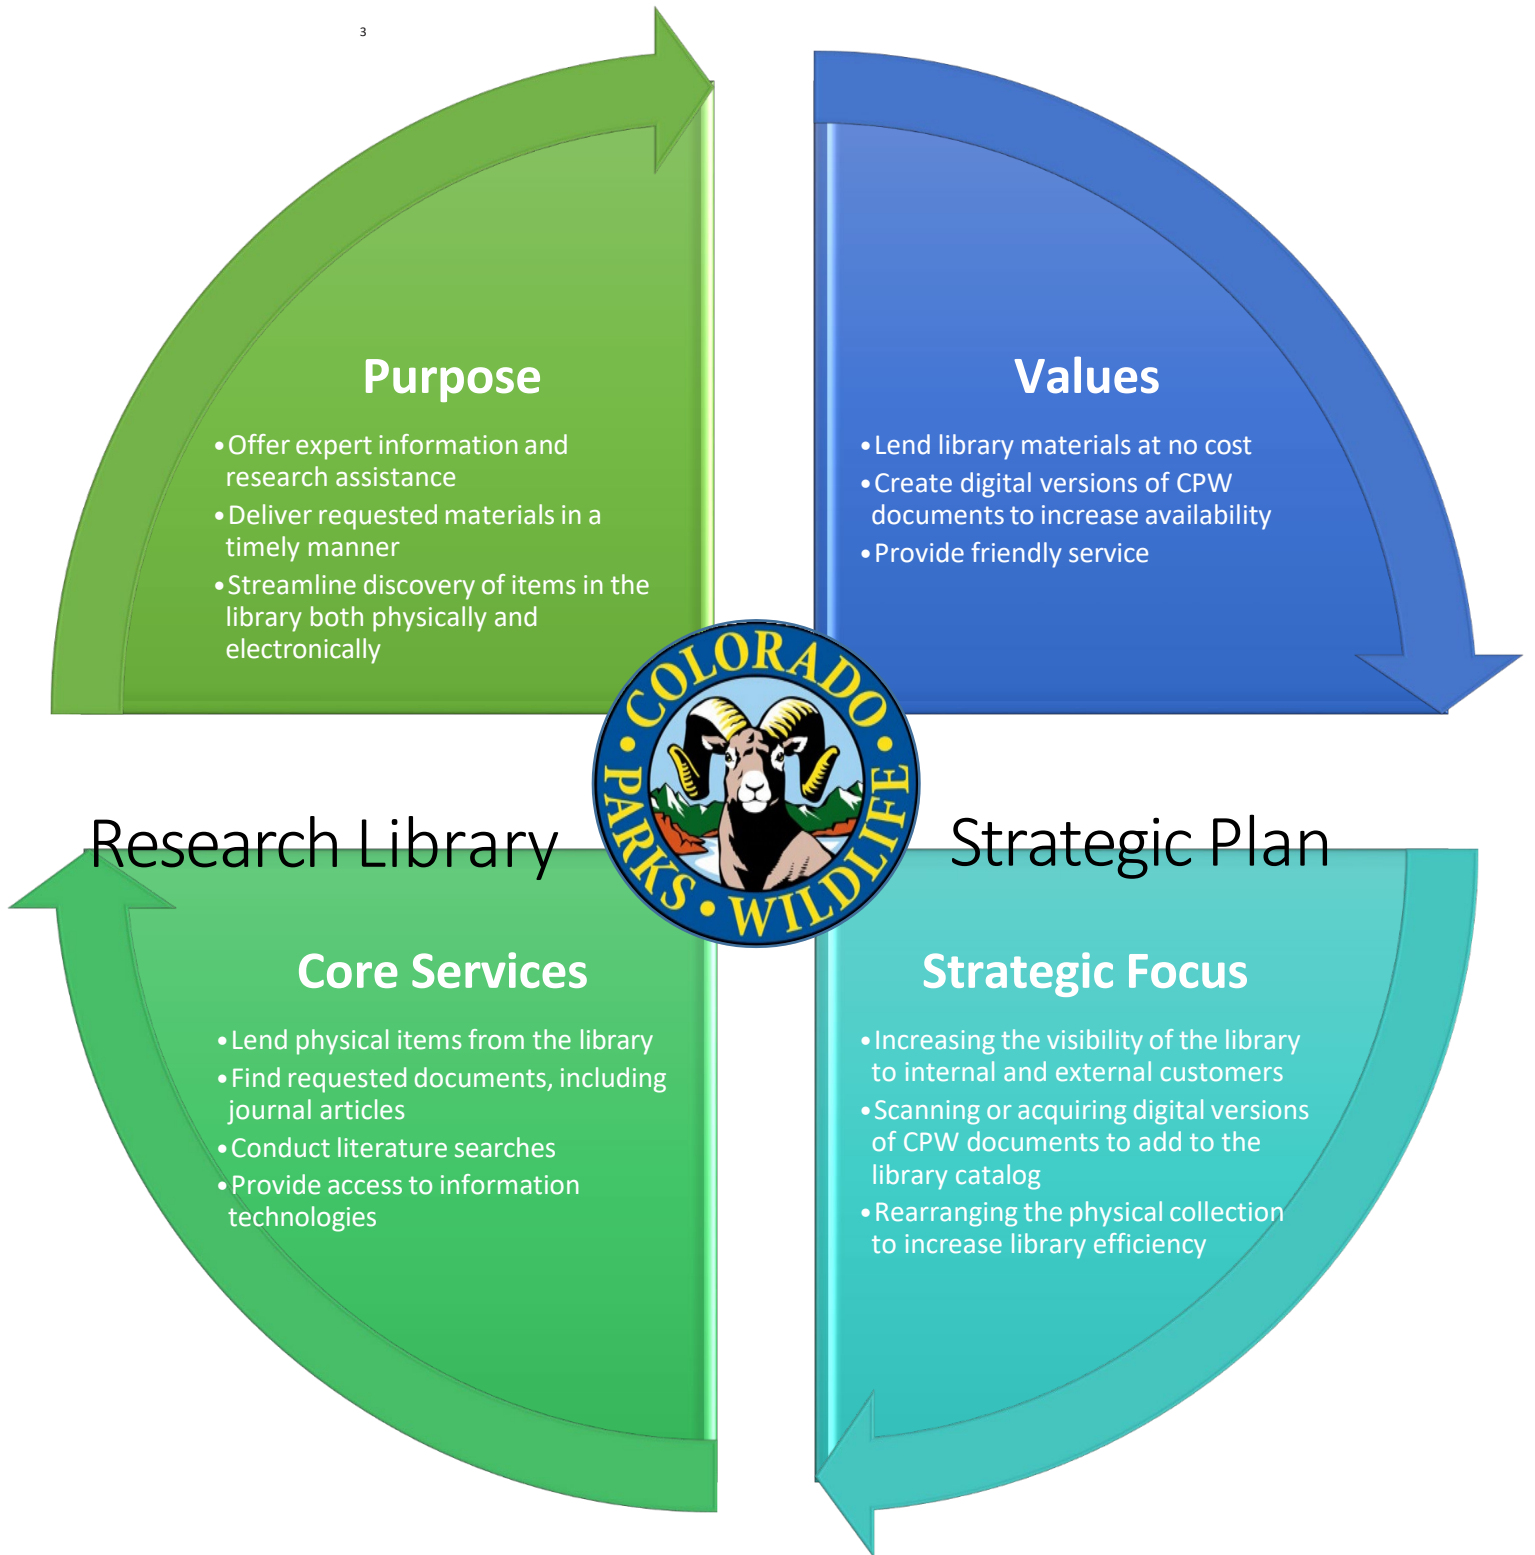 3
Purpose
•Offer expert information and
research assistance
•Deliver requested materials in a
timely manner
•Streamline discovery of items in the
library both physically and
electronically
Values
•Lend library materials at no cost
•Create digital versions of CPW
documents to increase availability
•Provide friendly service
COLORADO
PARKS • WILDLIFE
Research Library
Strategic Plan
Core Services
•Lend physical items from the library
•Find requested documents, including
journal articles
•Conduct literature searches
•Provide access to information
technologies
Strategic Focus
•Increasing the visibility of the library
to internal and external customers
•Scanning or acquiring digital versions
of CPW documents to add to the
library catalog
•Rearranging the physical collection
to increase library efficiency